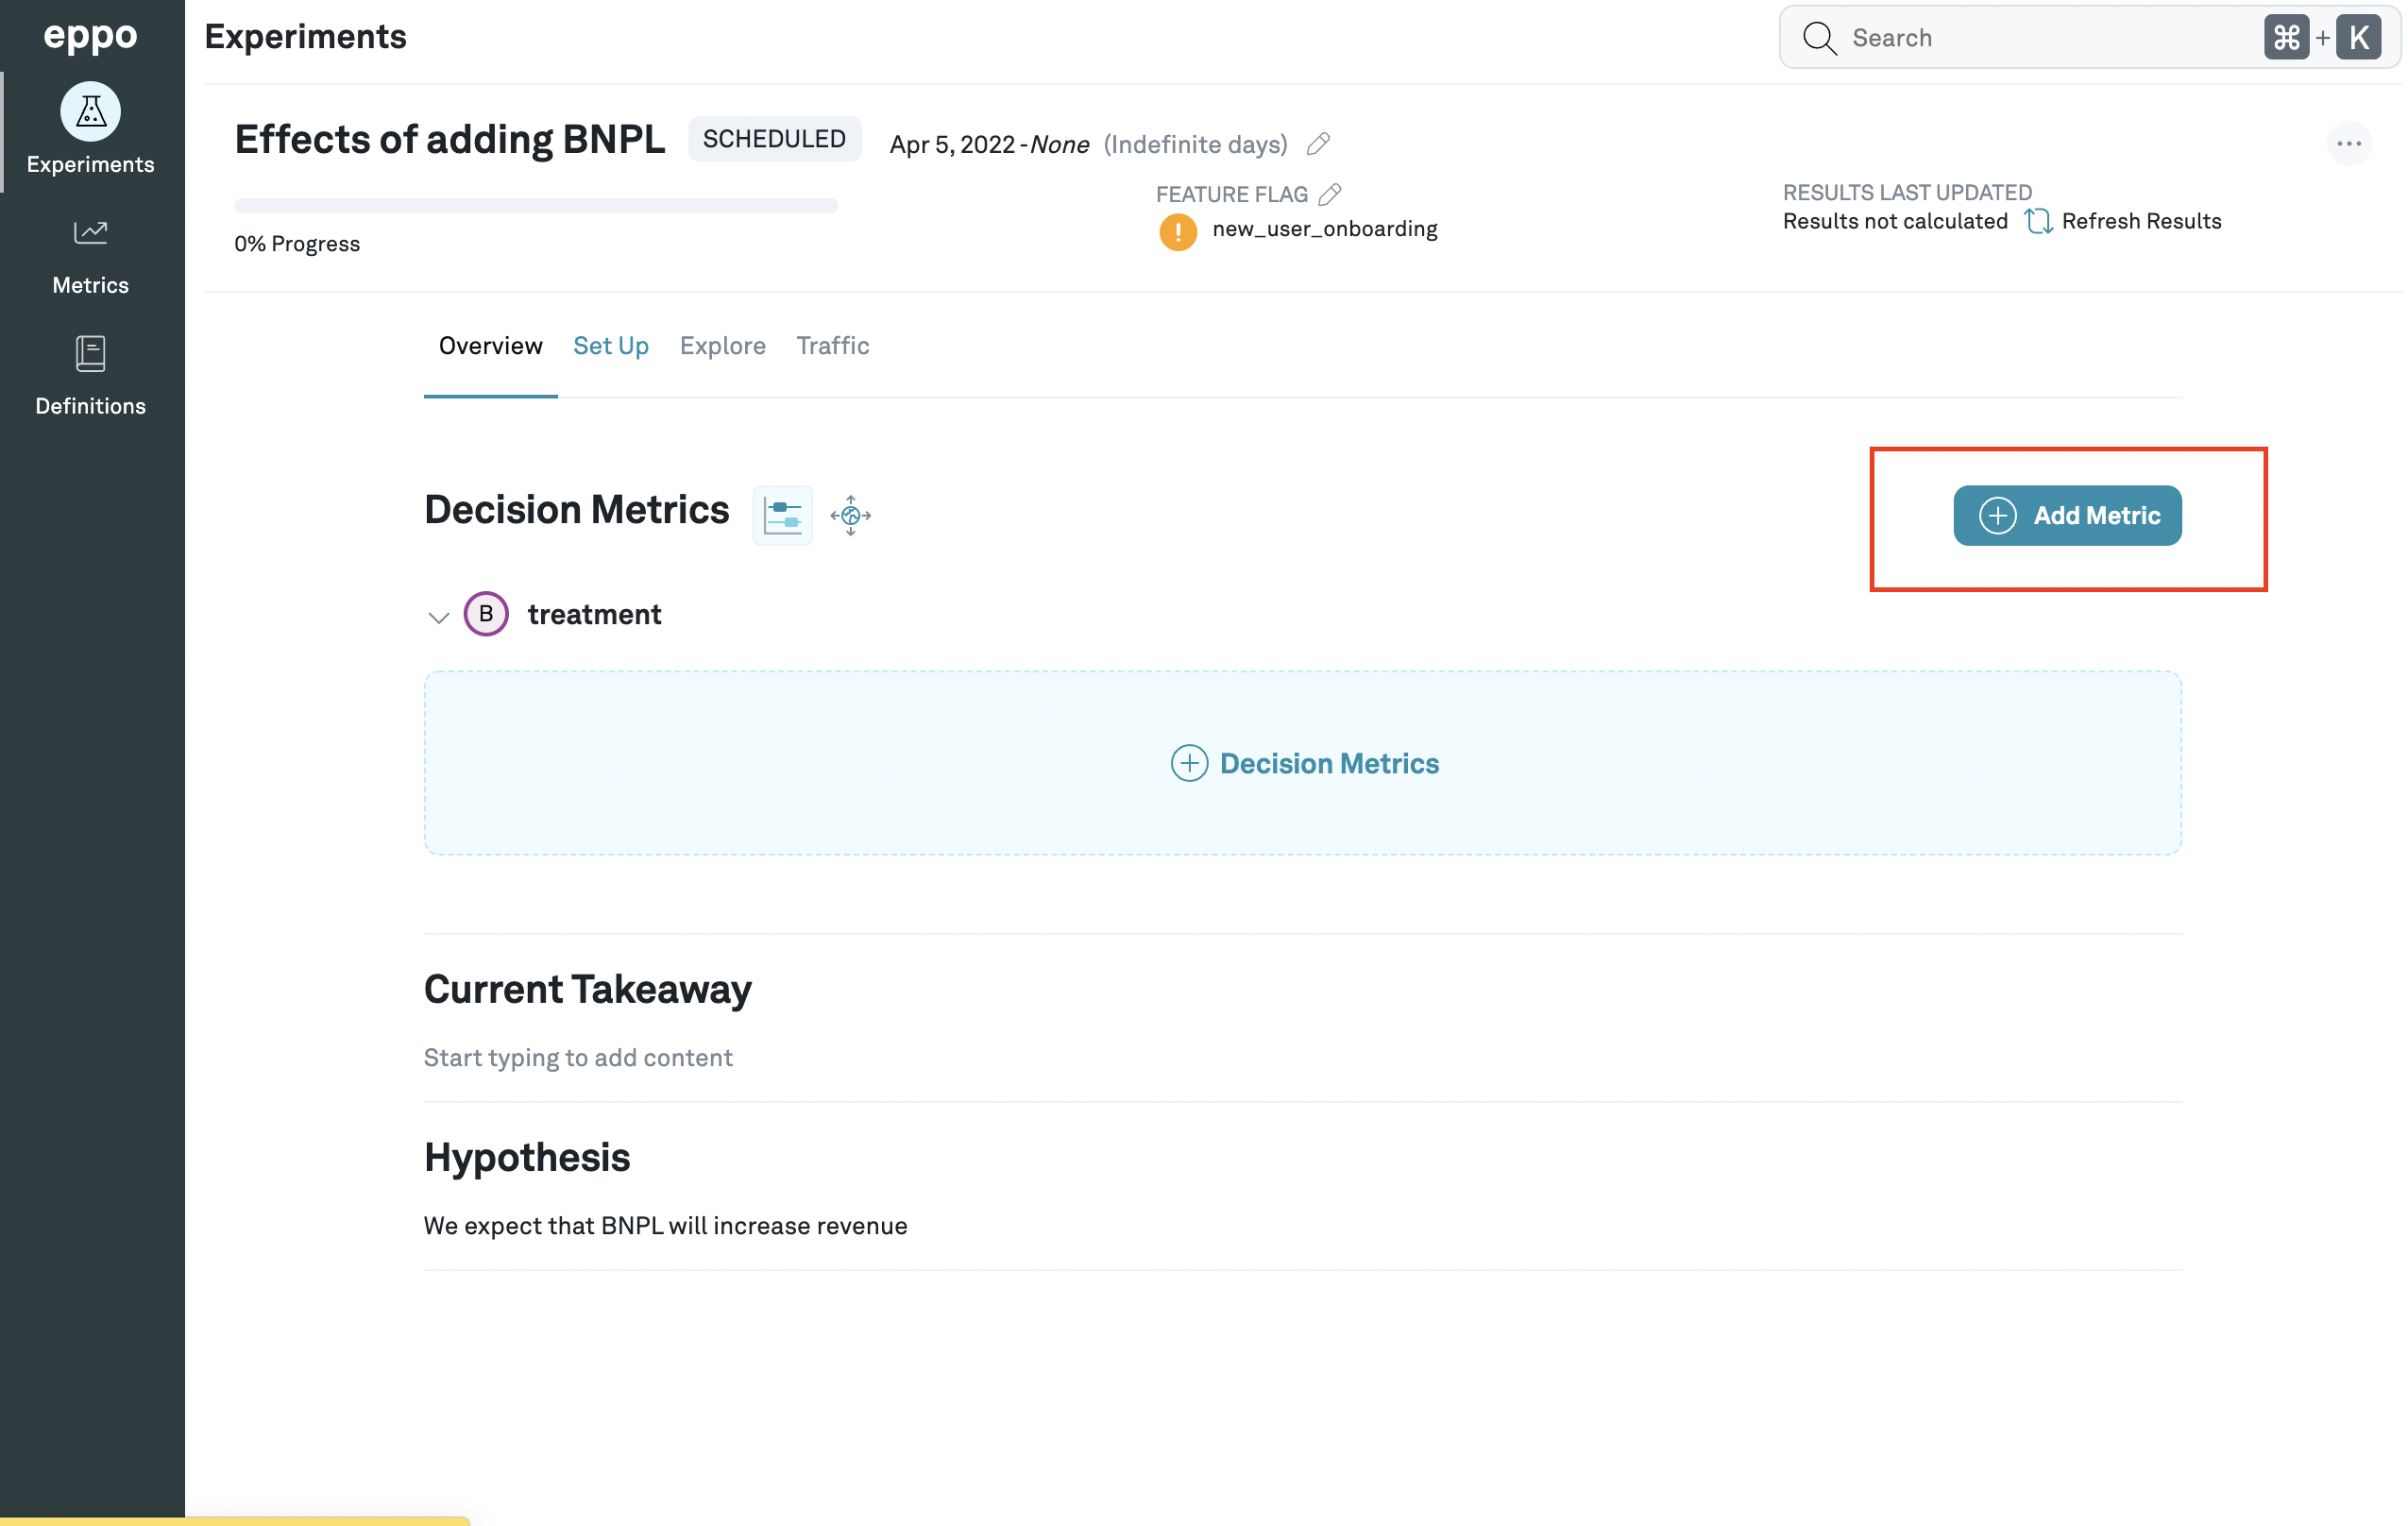 eppo
Experiments
Metrics
Definitions
Experiments
Search
⌘ + K
Effects of adding BNPL
SCHEDULED
Apr 5, 2022 - None (Indefinite days)
0% Progress
FEATURE FLAG
! new_user_onboarding
RESULTS LAST UPDATED
Results not calculated Refresh Results
Overview Set Up Explore Traffic
Decision Metrics
Add Metric
B treatment
Decision Metrics
Current Takeaway
Start typing to add content
Hypothesis
We expect that BNPL will increase revenue